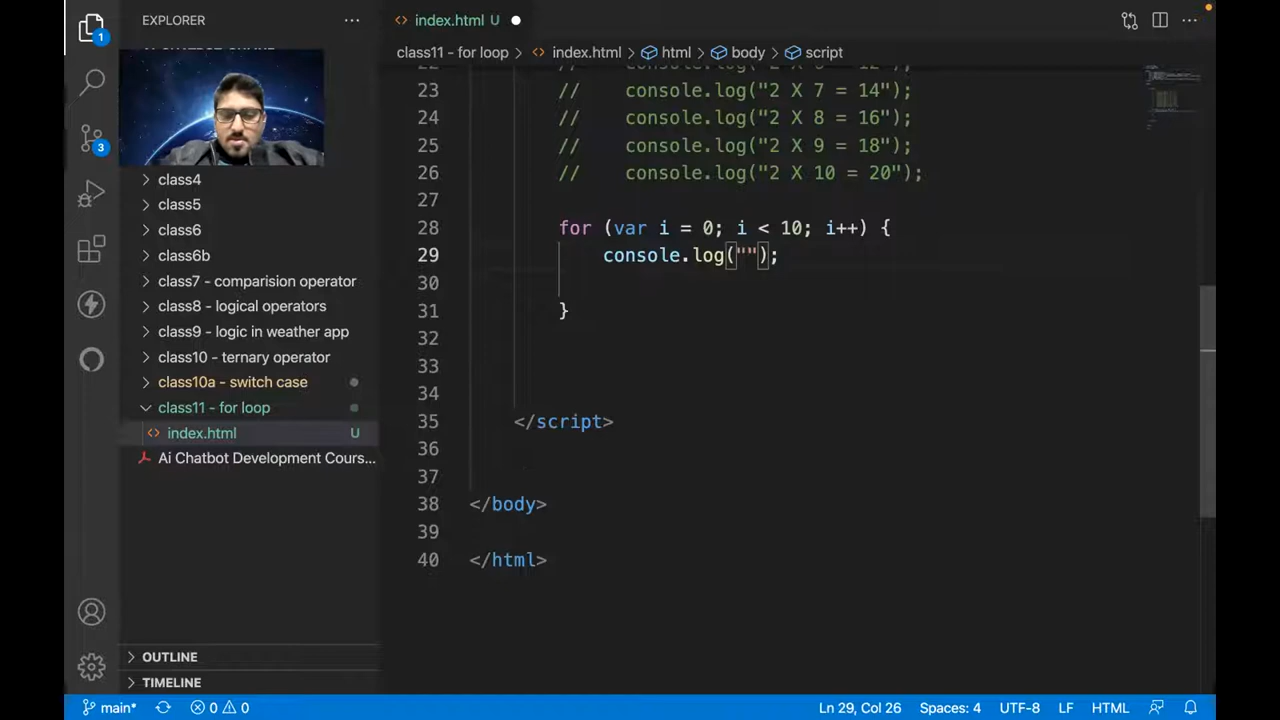 EXPLORER
index.html U
class11 - for loop > index.html > html > body > script
1
3
class4
class5
class6
class6b
class7 - comparision operator
class8 - logical operators
class9 - logic in weather app
class10 - ternary operator
class10a - switch case
class11 - for loop
index.html U
Ai Chatbot Development Cours...
OUTLINE
TIMELINE
23 // console.log("2 X 7 = 14");
24 // console.log("2 X 8 = 16");
25 // console.log("2 X 9 = 18");
26 // console.log("2 X 10 = 20");
27
28 for (var i = 0; i < 10; i++) {
29 console.log("");
30
31 }
32
33
34
35 </script>
36
37
38 </body>
39
40 </html>
main* 0 0 Ln 29, Col 26 Spaces: 4 UTF-8 LF HTML